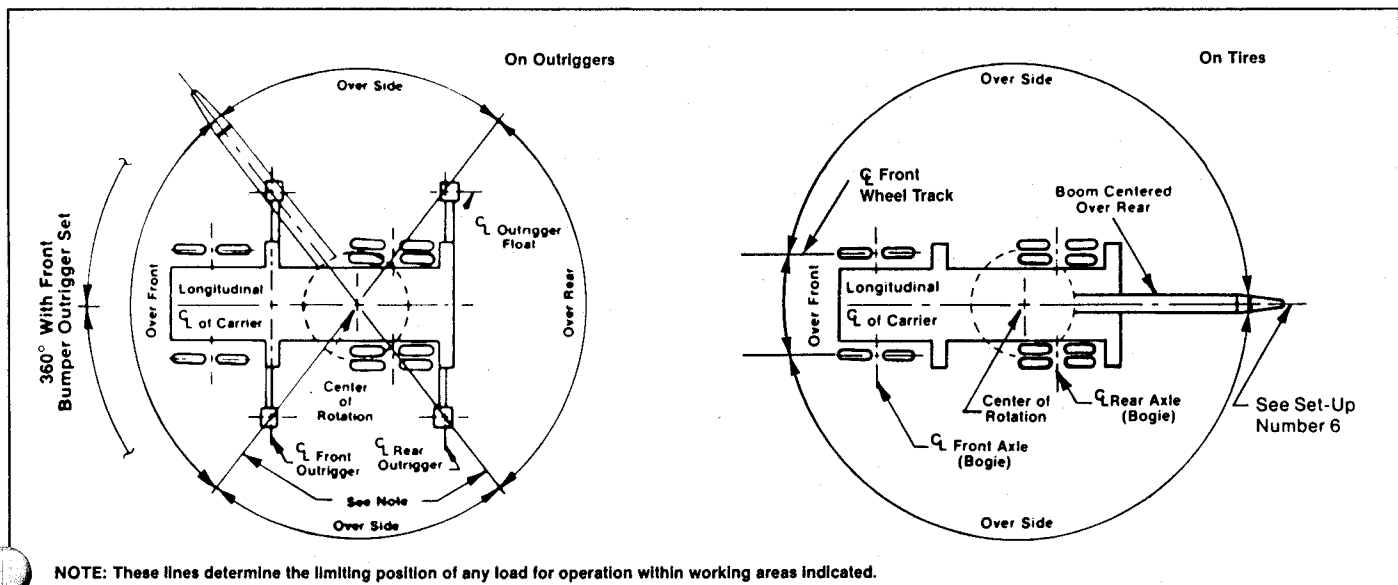 On Outriggers
Over Side
360° With Front
Bumper Outrigger Set
Over Front
Longitudinal
℄ of Carrier
℄ Outrigger
Float
Over Rear
Center
of
Rotation
℄ Front
Outrigger
℄ Rear
Outrigger
See Note
Over Side
On Tires
Over Side
℄ Front
Wheel Track
Boom Centered
Over Rear
Over Front
Longitudinal
℄ of Carrier
Center of
Rotation
℄ Rear Axle
(Bogie)
See Set-Up
Number 6
℄ Front Axle
(Bogie)
Over Side
NOTE: These lines determine the limiting position of any load for operation within working areas indicated.